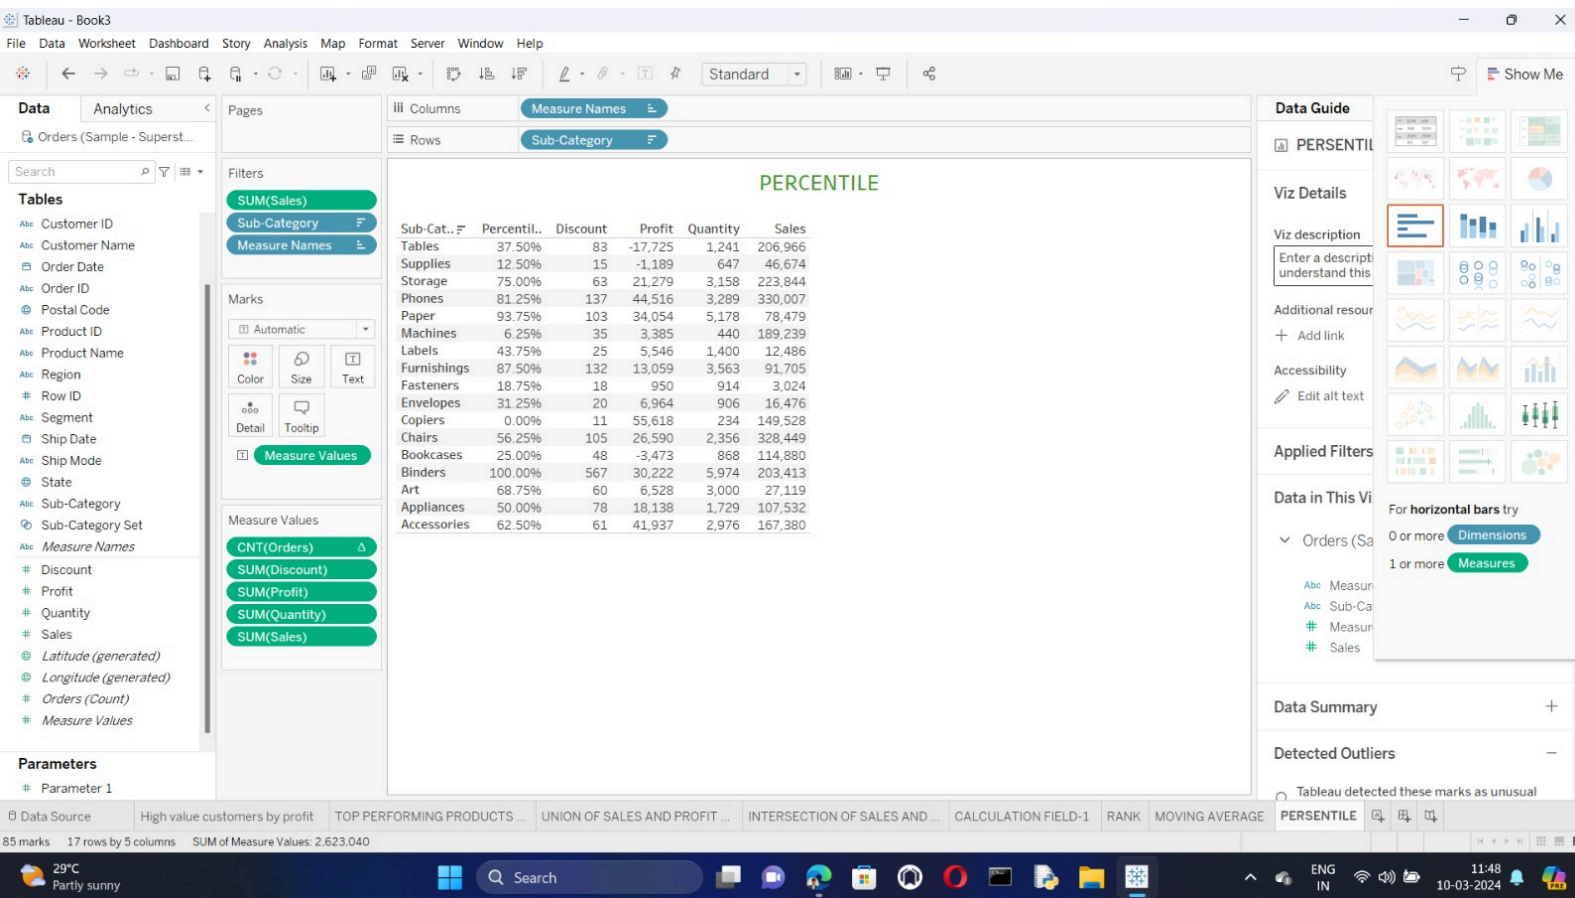 Tableau - Book3
File Data Worksheet Dashboard Story Analysis Map Format Server Window Help
Standard
Show Me
Data Analytics
Orders (Sample - Superst...
Search
Tables
Abc Customer ID
Abc Customer Name
Order Date
Abc Order ID
Postal Code
Abc Product ID
Abc Product Name
Abc Region
# Row ID
Abc Segment
Ship Date
Abc Ship Mode
State
Abc Sub-Category
Sub-Category Set
Abc Measure Names
# Discount
# Profit
# Quantity
# Sales
Latitude (generated)
Longitude (generated)
# Orders (Count)
# Measure Values
Parameters
# Parameter 1
Pages
Filters
SUM(Sales)
Sub-Category
Measure Names
Marks
Automatic
Color Size Text
Detail Tooltip
Measure Values
Measure Values
CNT(Orders) Δ
SUM(Discount)
SUM(Profit)
SUM(Quantity)
SUM(Sales)
Columns Measure Names
Rows Sub-Category
PERCENTILE
Sub-Cat.. Percentil.. Discount Profit Quantity Sales
Tables 37.50% 83 -17,725 1,241 206,966
Supplies 12.50% 15 -1,189 647 46,674
Storage 75.00% 63 21,279 3,158 223,844
Phones 81.25% 137 44,516 3,289 330,007
Paper 93.75% 103 34,054 5,178 78,479
Machines 6.25% 35 3,385 440 189,239
Labels 43.75% 25 5,546 1,400 12,486
Furnishings 87.50% 132 13,059 3,563 91,705
Fasteners 18.75% 18 950 914 3,024
Envelopes 31.25% 20 6,964 906 16,476
Copiers 0.00% 11 55,618 234 149,528
Chairs 56.25% 105 26,590 2,356 328,449
Bookcases 25.00% 48 -3,473 868 114,880
Binders 100.00% 567 30,222 5,974 203,413
Art 68.75% 60 6,528 3,000 27,119
Appliances 50.00% 78 18,138 1,729 107,532
Accessories 62.50% 61 41,937 2,976 167,380
Data Guide
PERSENTIL
Viz Details
Viz description
Enter a descripti
understand this
Additional resour
+ Add link
Accessibility
Edit alt text
Applied Filters
Data in This Vi
Orders (Sa
Abc Measur
Abc Sub-Ca
# Measur
# Sales
For horizontal bars try
0 or more Dimensions
1 or more Measures
Data Summary
Detected Outliers
Tableau detected these marks as unusual
Data Source High value customers by profit TOP PERFORMING PRODUCTS ... UNION OF SALES AND PROFIT ... INTERSECTION OF SALES AND ... CALCULATION FIELD-1 RANK MOVING AVERAGE PERSENTILE
85 marks 17 rows by 5 columns SUM of Measure Values: 2,623,040
29°C
Partly sunny
Search
ENG
IN
11:48
10-03-2024
PRE